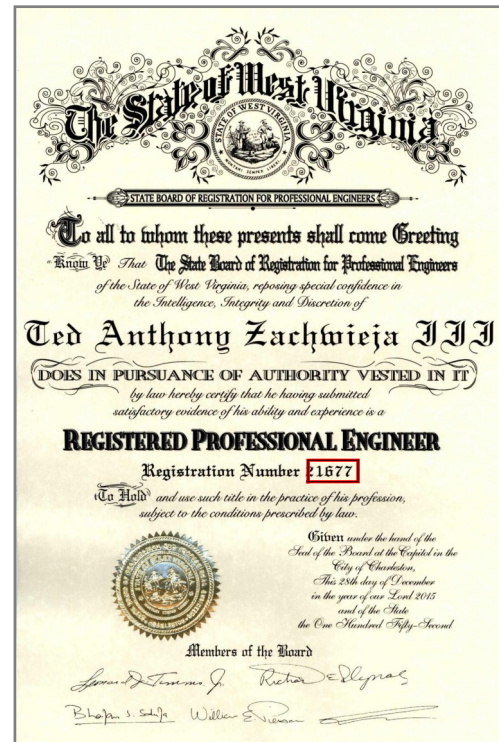 The State of West Virginia
STATE OF WEST VIRGINIA
MONTANI SEMPER LIBERI
STATE BOARD OF REGISTRATION FOR PROFESSIONAL ENGINEERS
To all to whom these presents shall come Greeting
Know Ye That The State Board of Registration for Professional Engineers
of the State of West Virginia, reposing special confidence in
the Intelligence, Integrity and Discretion of
Ted Anthony Zachwieja III
DOES IN PURSUANCE OF AUTHORITY VESTED IN IT
by law hereby certify that he having submitted
satisfactory evidence of his ability and experience is a
REGISTERED PROFESSIONAL ENGINEER
Registration Number 21677
To Hold and use such title in the practice of his profession,
subject to the conditions prescribed by law.
Given under the hand of the
Seal of the Board at the Capitol in the
City of Charleston,
This 28th day of December
in the year of our Lord 2015
and of the State
the One Hundred Fifty-Second
Members of the Board